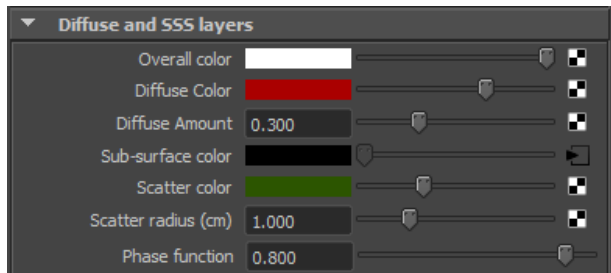 Diffuse and SSS layers
Overall color
Diffuse Color
Diffuse Amount 0.300
Sub-surface color
Scatter color
Scatter radius (cm) 1.000
Phase function 0.800